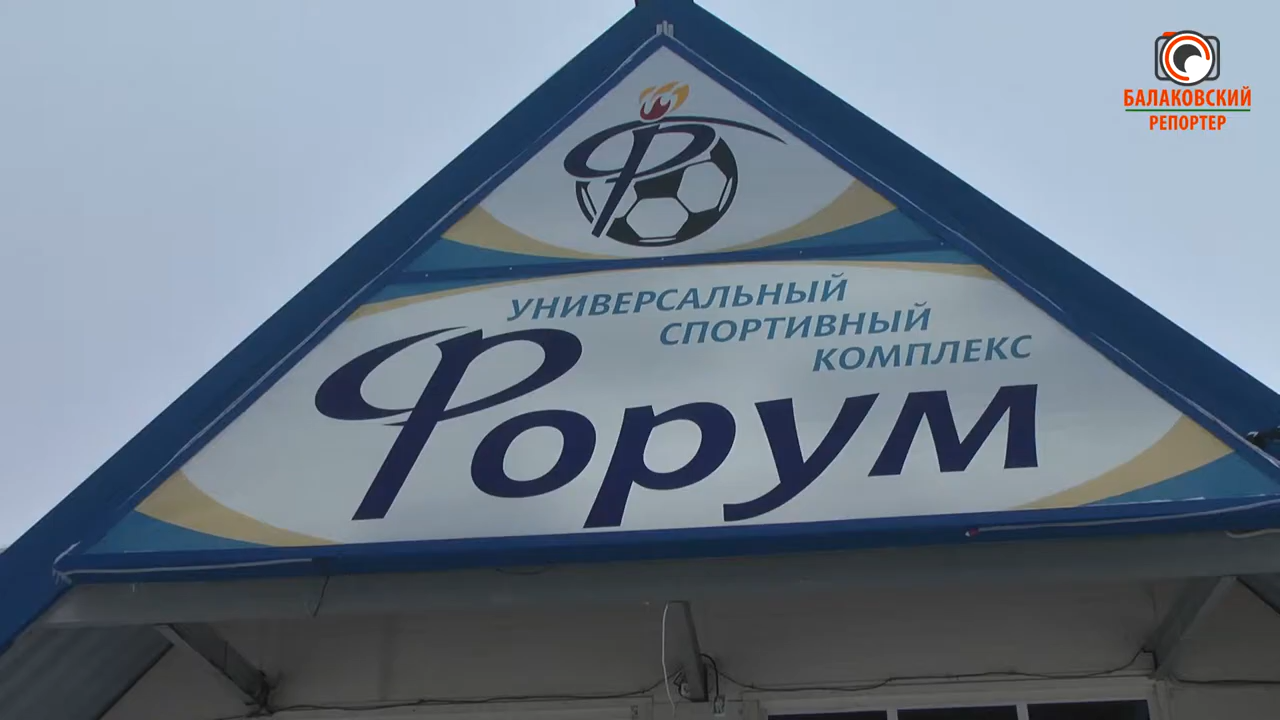 БАЛАКОВСКИЙ
РЕПОРТЕР
Ф
УНИВЕРСАЛЬНЫЙ
СПОРТИВНЫЙ
КОМПЛЕКС
Форум